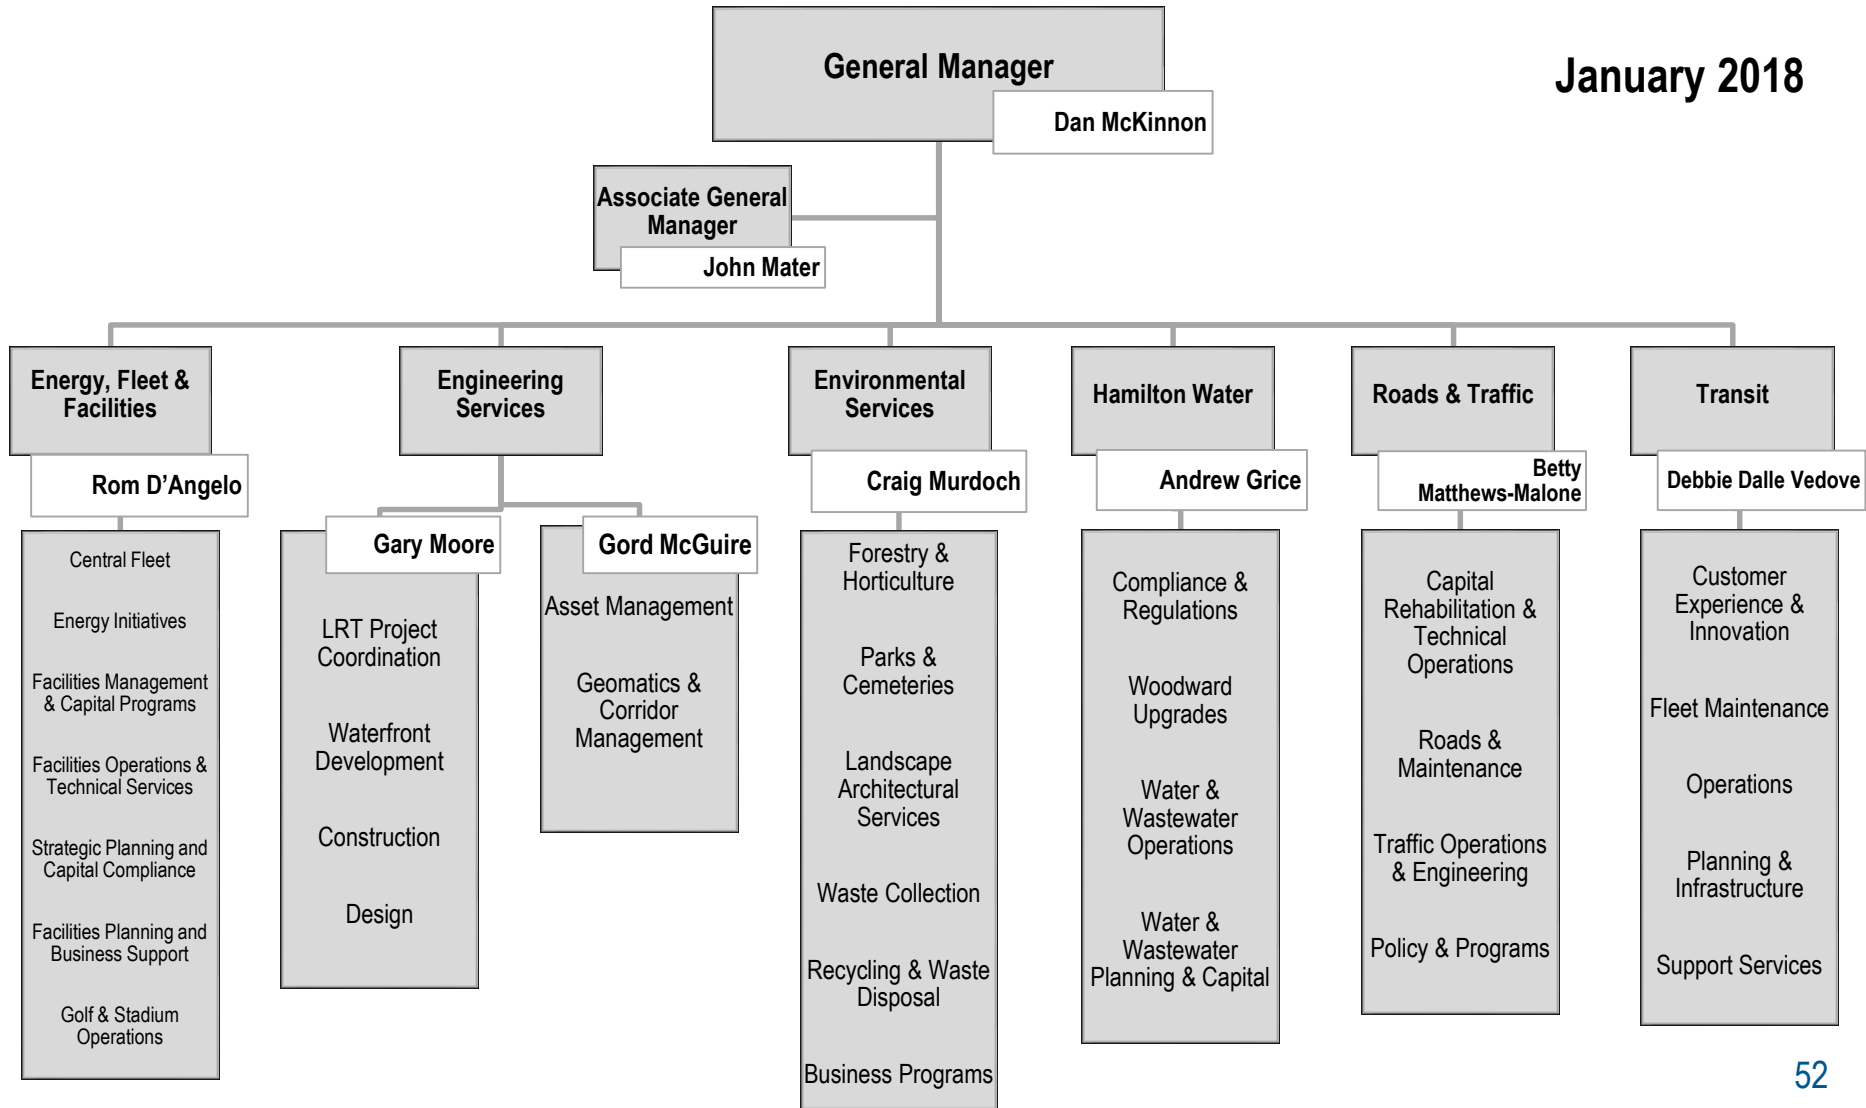 General Manager
January 2018
Dan McKinnon
Associate General
Manager
John Mater
Energy, Fleet &
Facilities
Rom D’Angelo
Central Fleet
Energy Initiatives
Facilities Management
& Capital Programs
Facilities Operations &
Technical Services
Strategic Planning and
Capital Compliance
Facilities Planning and
Business Support
Golf & Stadium
Operations
Engineering
Services
Gary Moore
LRT Project
Coordination
Waterfront
Development
Construction
Design
Gord McGuire
Asset Management
Geomatics &
Corridor
Management
Environmental
Services
Craig Murdoch
Forestry &
Horticulture
Parks &
Cemeteries
Landscape
Architectural
Services
Waste Collection
Recycling & Waste
Disposal
Business Programs
Hamilton Water
Andrew Grice
Compliance &
Regulations
Woodward
Upgrades
Water &
Wastewater
Operations
Water &
Wastewater
Planning & Capital
Roads & Traffic
Betty
Matthews-Malone
Capital
Rehabilitation &
Technical
Operations
Roads &
Maintenance
Traffic Operations
& Engineering
Policy & Programs
Transit
Debbie Dalle Vedove
Customer
Experience &
Innovation
Fleet Maintenance
Operations
Planning &
Infrastructure
Support Services
52